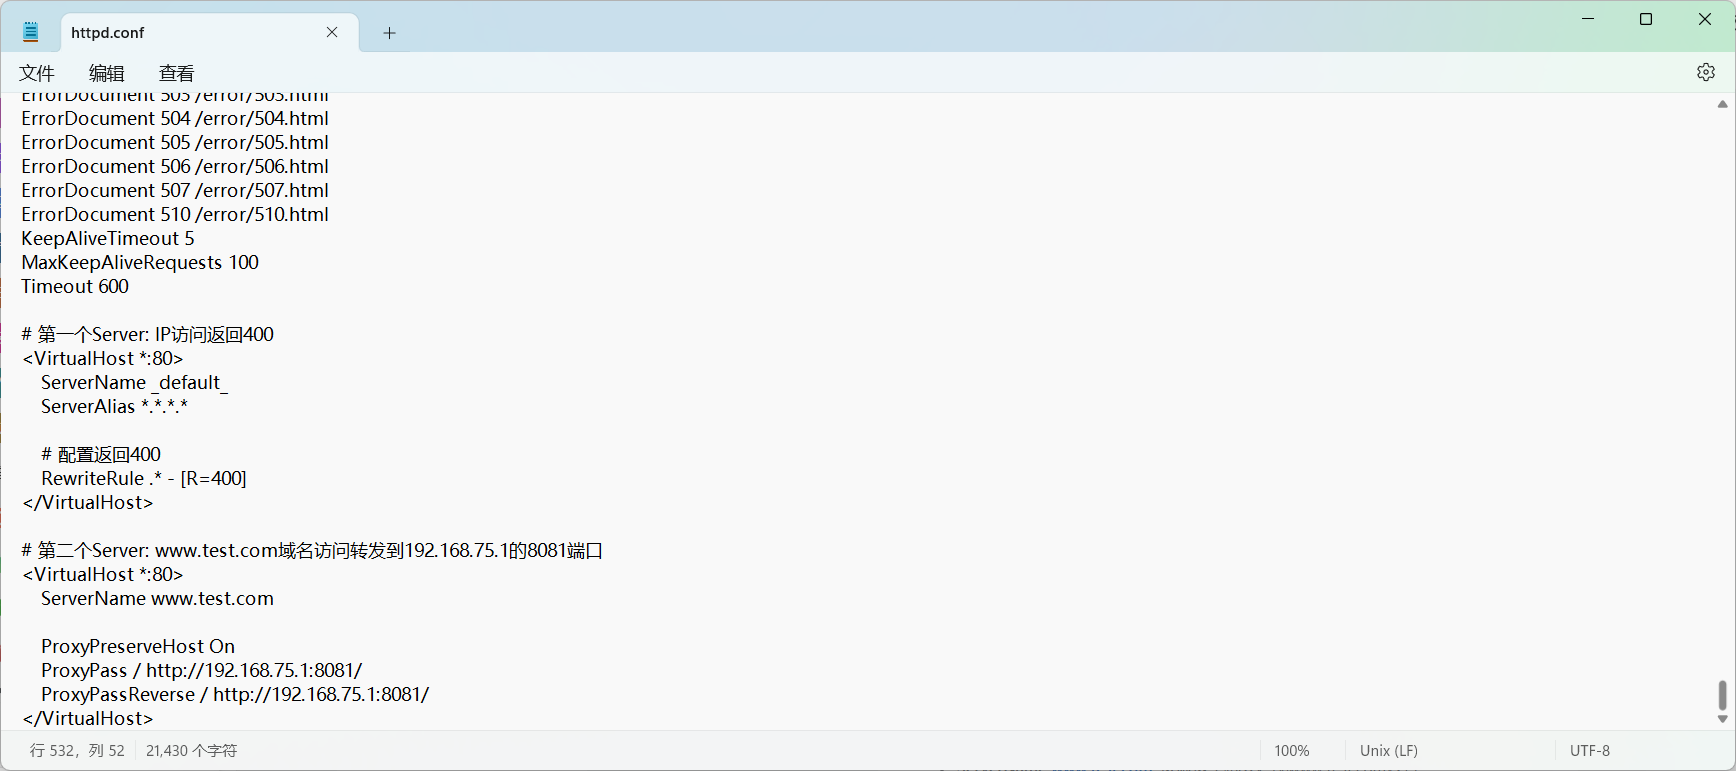 httpd.conf
文件 编辑 查看
ErrorDocument 503 /error/503.html
ErrorDocument 504 /error/504.html
ErrorDocument 505 /error/505.html
ErrorDocument 506 /error/506.html
ErrorDocument 507 /error/507.html
ErrorDocument 510 /error/510.html
KeepAliveTimeout 5
MaxKeepAliveRequests 100
Timeout 600
# 第一个Server: IP访问返回400
<VirtualHost *:80>
ServerName _default_
ServerAlias *.*.*.*
# 配置返回400
RewriteRule .* - [R=400]
</VirtualHost>
# 第二个Server: www.test.com域名访问转发到192.168.75.1的8081端口
<VirtualHost *:80>
ServerName www.test.com
ProxyPreserveHost On
ProxyPass / http://192.168.75.1:8081/
ProxyPassReverse / http://192.168.75.1:8081/
</VirtualHost>
行 532，列 52 21,430 个字符 100% Unix (LF) UTF-8